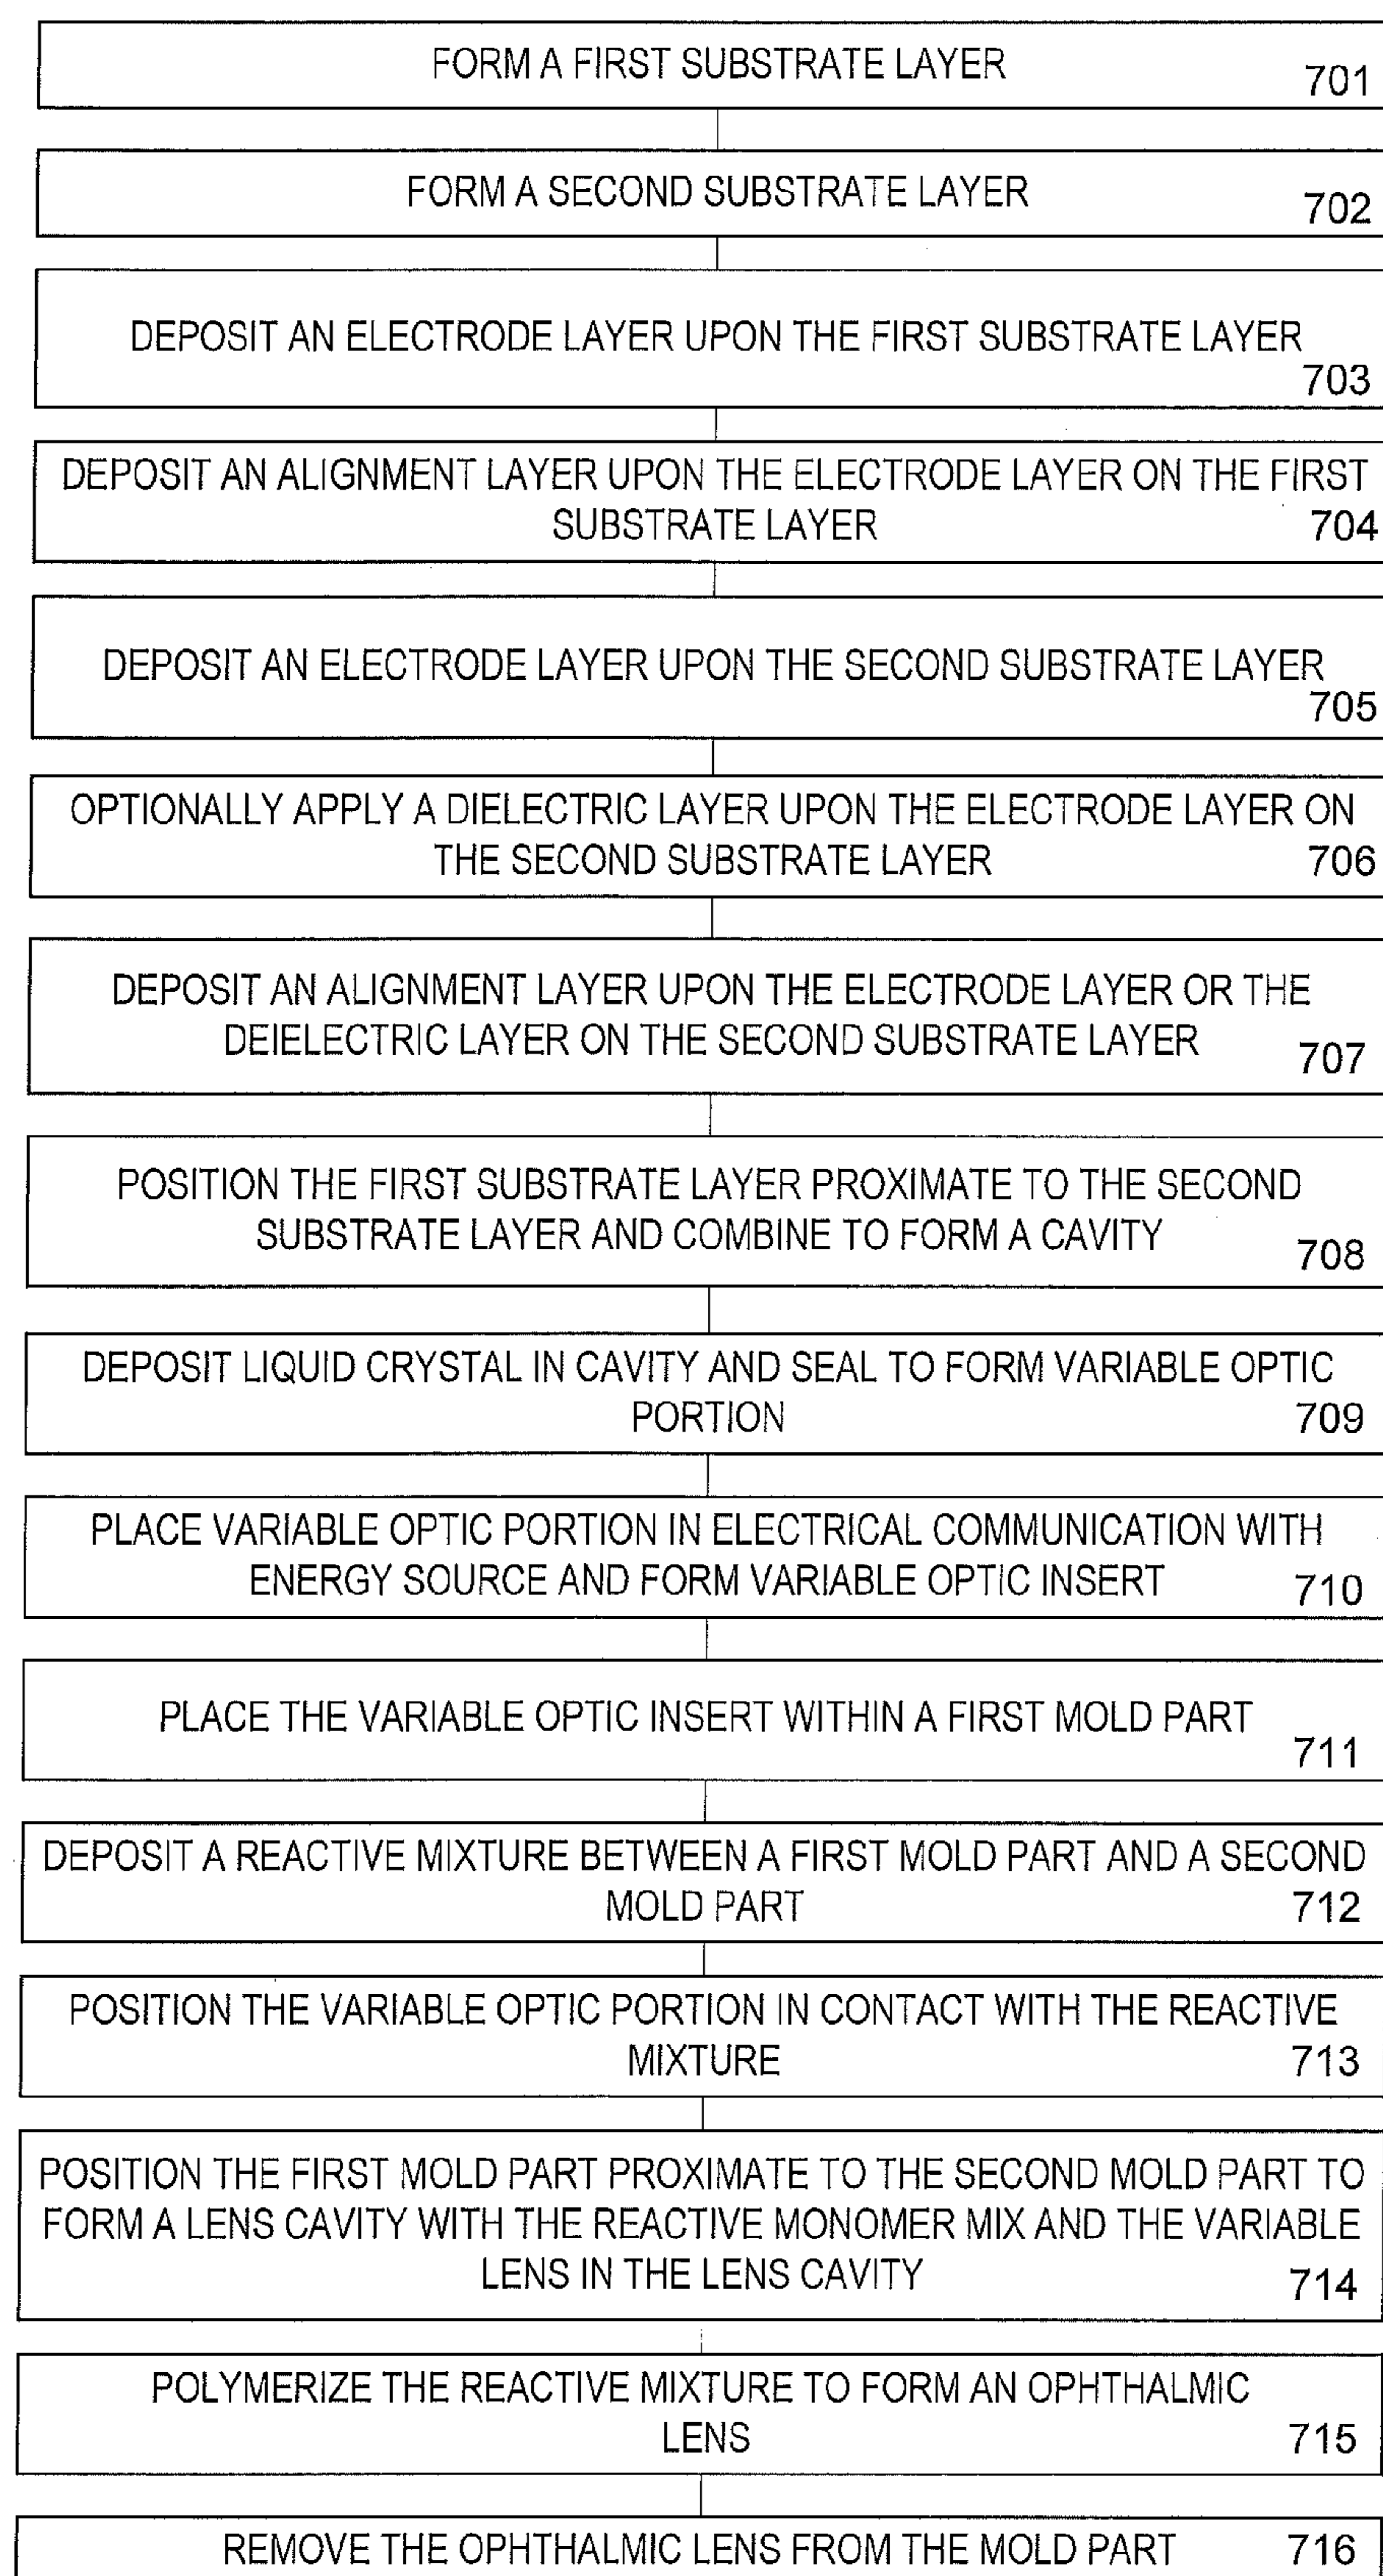 FORM A FIRST SUBSTRATE LAYER
701
FORM A SECOND SUBSTRATE LAYER
702
DEPOSIT AN ELECTRODE LAYER UPON THE FIRST SUBSTRATE LAYER
703
DEPOSIT AN ALIGNMENT LAYER UPON THE ELECTRODE LAYER ON THE FIRST
SUBSTRATE LAYER 704
DEPOSIT AN ELECTRODE LAYER UPON THE SECOND SUBSTRATE LAYER
705
OPTIONALLY APPLY A DIELECTRIC LAYER UPON THE ELECTRODE LAYER ON
THE SECOND SUBSTRATE LAYER 706
DEPOSIT AN ALIGNMENT LAYER UPON THE ELECTRODE LAYER OR THE
DEIELECTRIC LAYER ON THE SECOND SUBSTRATE LAYER 707
POSITION THE FIRST SUBSTRATE LAYER PROXIMATE TO THE SECOND
SUBSTRATE LAYER AND COMBINE TO FORM A CAVITY 708
DEPOSIT LIQUID CRYSTAL IN CAVITY AND SEAL TO FORM VARIABLE OPTIC
PORTION 709
PLACE VARIABLE OPTIC PORTION IN ELECTRICAL COMMUNICATION WITH
ENERGY SOURCE AND FORM VARIABLE OPTIC INSERT 710
PLACE THE VARIABLE OPTIC INSERT WITHIN A FIRST MOLD PART
711
DEPOSIT A REACTIVE MIXTURE BETWEEN A FIRST MOLD PART AND A SECOND
MOLD PART 712
POSITION THE VARIABLE OPTIC PORTION IN CONTACT WITH THE REACTIVE
MIXTURE 713
POSITION THE FIRST MOLD PART PROXIMATE TO THE SECOND MOLD PART TO
FORM A LENS CAVITY WITH THE REACTIVE MONOMER MIX AND THE VARIABLE
LENS IN THE LENS CAVITY 714
POLYMERIZE THE REACTIVE MIXTURE TO FORM AN OPHTHALMIC
LENS 715
REMOVE THE OPHTHALMIC LENS FROM THE MOLD PART 716